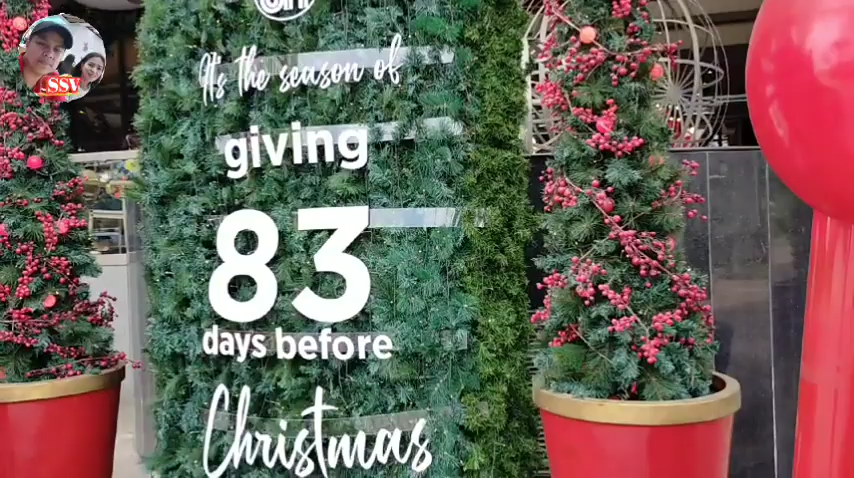 It's the season of
giving
83
days before
Christmas